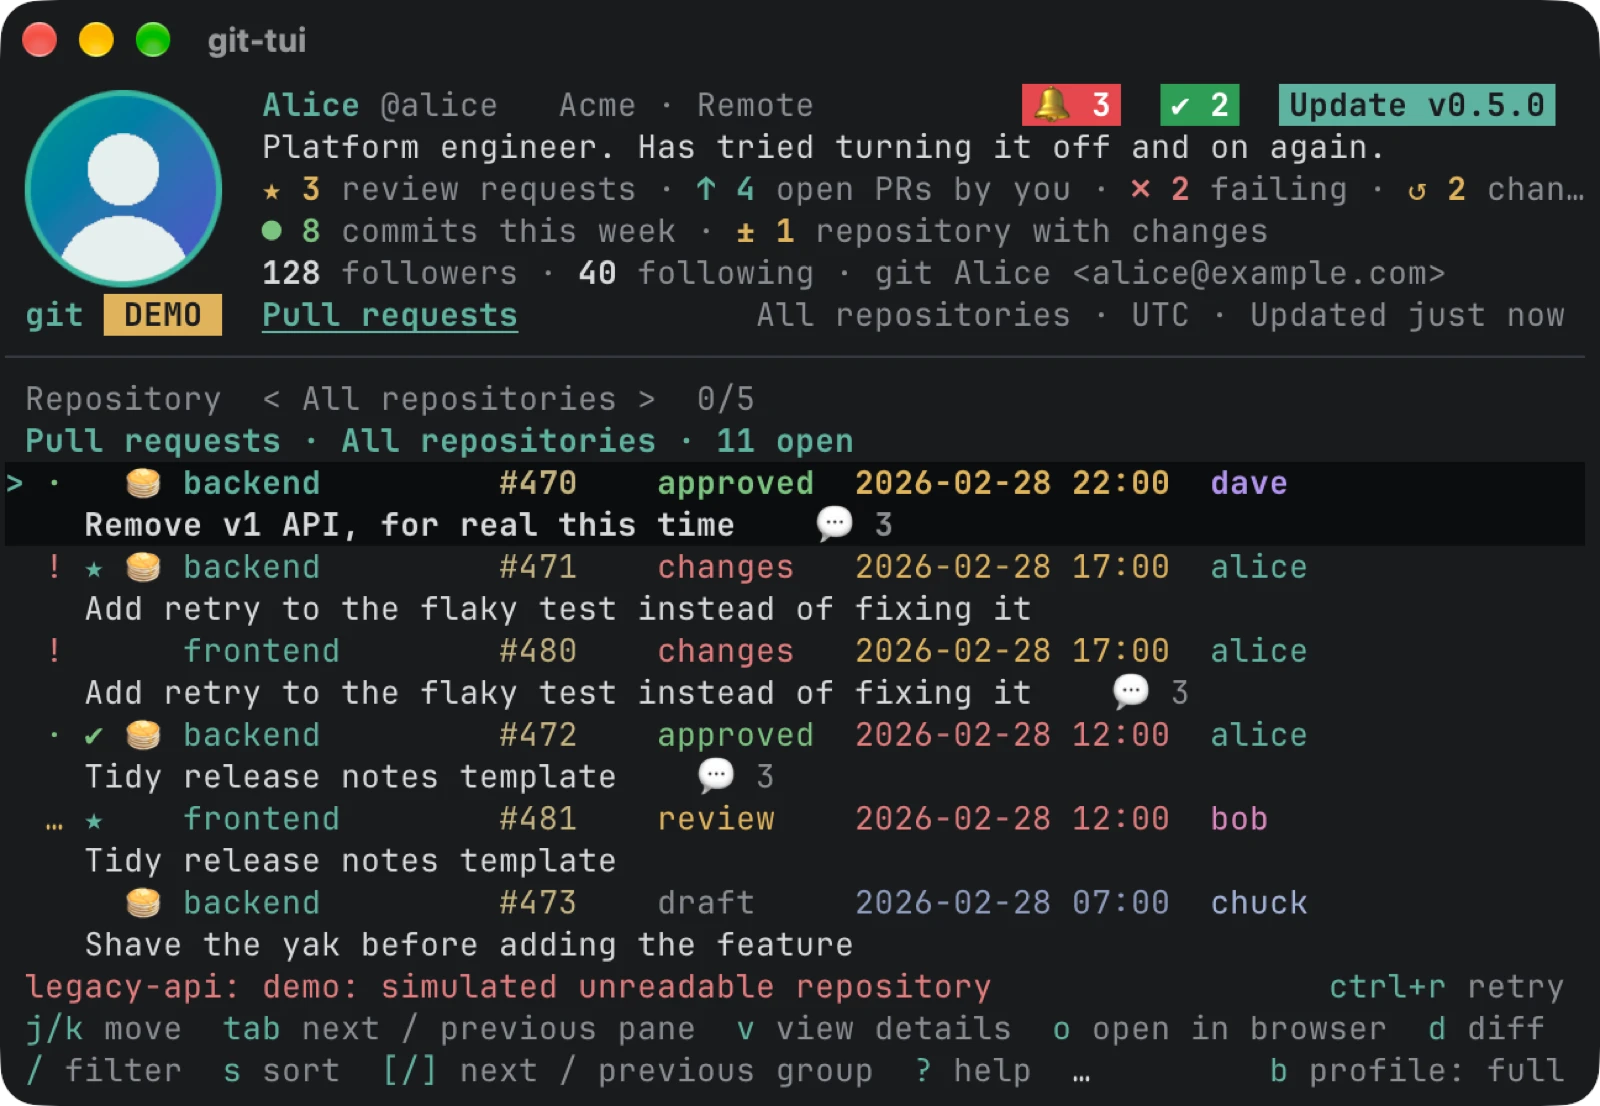 git-tui
Alice @alice Acme · Remote 🔔 3 ✔ 2 Update v0.5.0
Platform engineer. Has tried turning it off and on again.
★ 3 review requests · ↑ 4 open PRs by you · ✕ 2 failing · ↺ 2 chan…
● 8 commits this week · ± 1 repository with changes
128 followers · 40 following · git Alice <alice@example.com>
git DEMO Pull requests All repositories · UTC · Updated just now
Repository < All repositories > 0/5
Pull requests · All repositories · 11 open
> · 🥞 backend #470 approved 2026-02-28 22:00 dave
Remove v1 API, for real this time 💬 3
! ★ 🥞 backend #471 changes 2026-02-28 17:00 alice
Add retry to the flaky test instead of fixing it
! frontend #480 changes 2026-02-28 17:00 alice
Add retry to the flaky test instead of fixing it 💬 3
· ✔ 🥞 backend #472 approved 2026-02-28 12:00 alice
Tidy release notes template 💬 3
… ★ frontend #481 review 2026-02-28 12:00 bob
Tidy release notes template
🥞 backend #473 draft 2026-02-28 07:00 chuck
Shave the yak before adding the feature
legacy-api: demo: simulated unreadable repository ctrl+r retry
j/k move tab next / previous pane v view details o open in browser d diff
/ filter s sort [/] next / previous group ? help … b profile: full